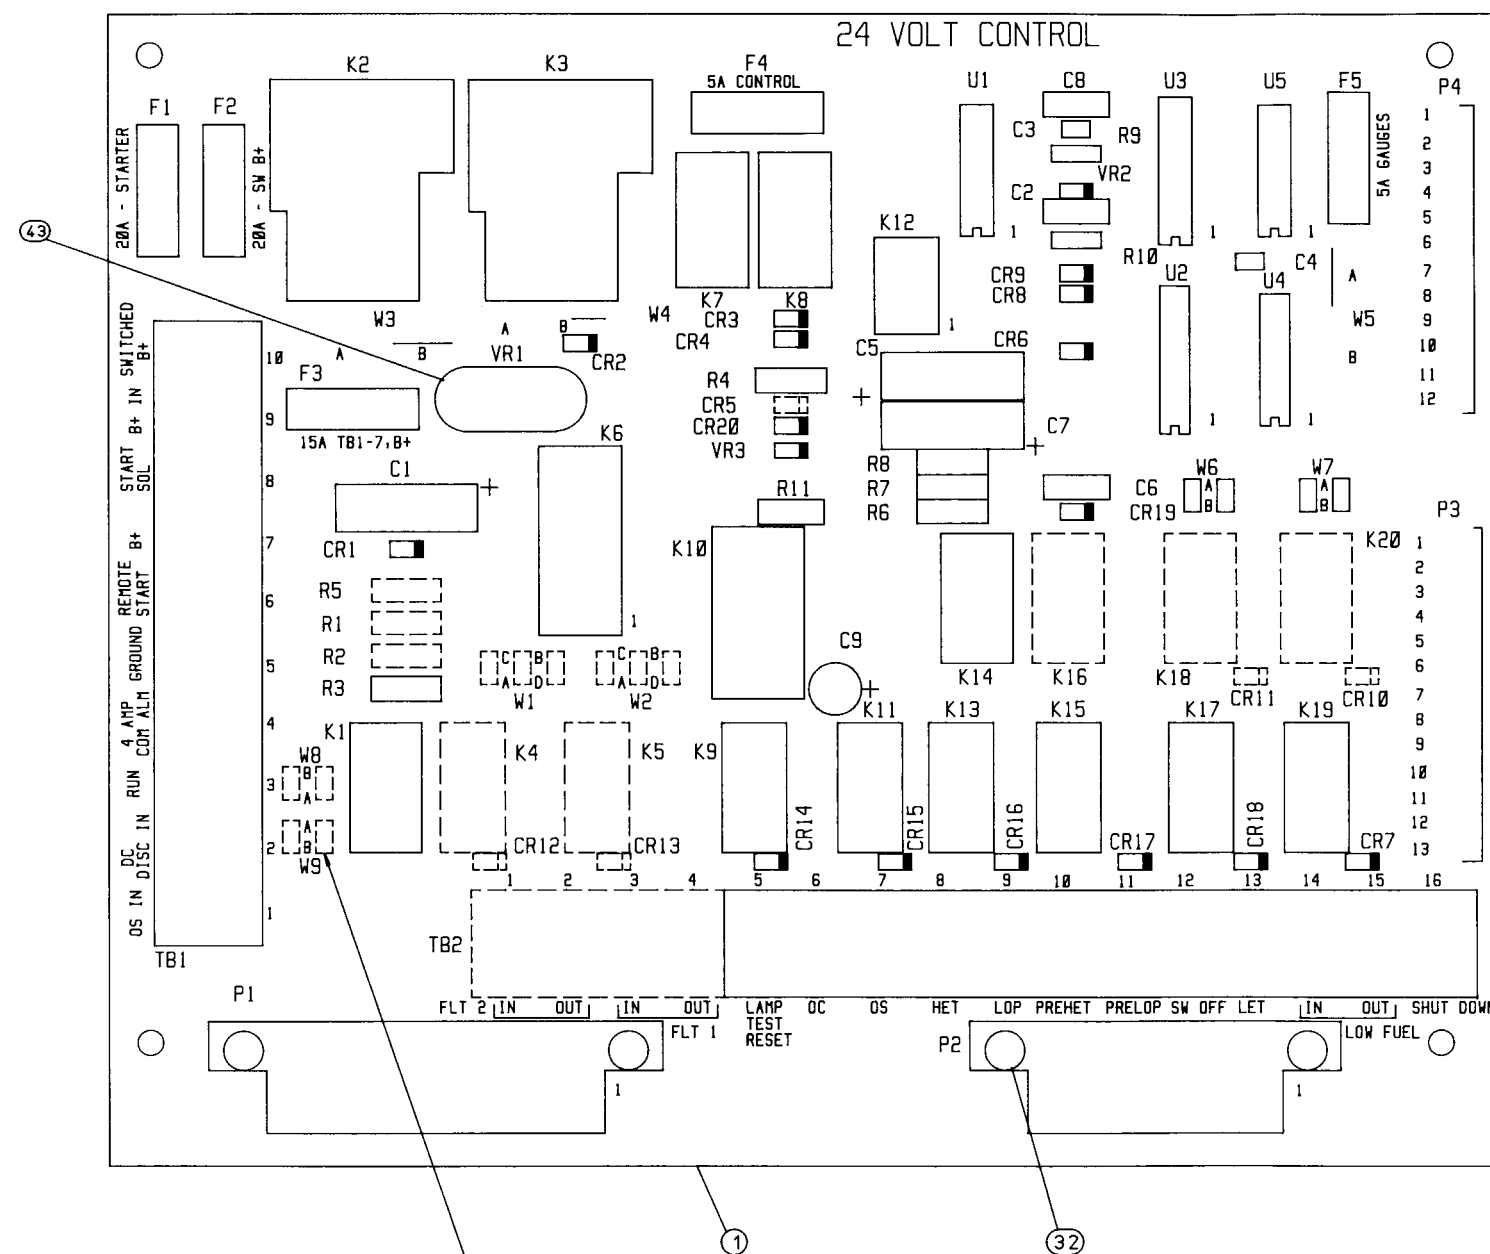 24 VOLT CONTROL
K2
K3
F4
5A CONTROL
U1
C8
U3
U5
F5
P4
F1
F2
20A - STARTER
20A - SW B+
C3
R9
VR2
C2
5A GAUGES
1
2
3
4
5
6
7
8
9
10
11
12
43
K12
1
1
1
R10
C4
CR9
CR8
U2
U4
A
W5
B
K7
K8
W3
A
B
A
B
W4
CR3
CR4
CR2
1
C5
CR6
VR1
F3
15A TB1-7,B+
R4
CR5
CR20
VR3
+
C7
+
1
1
SWITCHED B+
B+ IN
START SOL
B+
REMOTE START
GROUND
4 AMP ALM
RUN COM
DC DISC IN
OS IN
10
9
8
7
6
5
4
3
2
1
TB1
C1
+
K6
1
R8
R7
R6
R11
C6
CR19
W6
A
B
W7
A
B
P3
1
2
3
4
5
6
7
8
9
10
11
12
13
CR1
R5
R1
R2
R3
K10
K20
C
B
A
D
W1
C
B
A
D
W2
C9
+
K14
K16
K18
CR11
CR10
K1
K4
K5
K9
K11
K13
K15
K17
K19
W8
B
A
A
B
W9
CR12
CR13
CR14
CR15
CR16
CR17
CR18
CR7
1
2
3
4
5
6
7
8
9
10
11
12
13
14
15
16
TB2
FLT 2
IN
OUT
IN
OUT
FLT 1
LAMP TEST RESET
OC
OS
HET
LOP
PREHET
PRELOP
SW OFF
LET
IN
OUT
LOW FUEL
SHUT DOWN
P1
1
P2
1
1
32